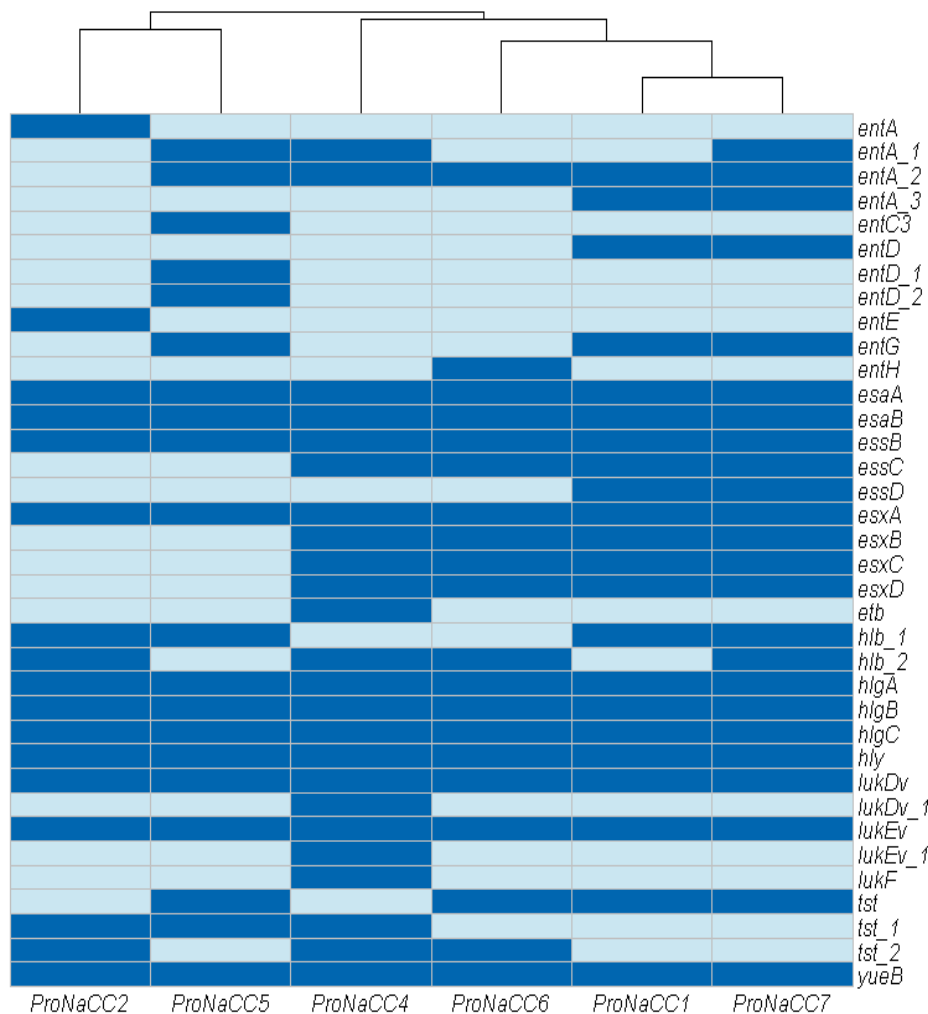 entA
entA_1
entA_2
entA_3
entC3
entD
entD_1
entD_2
entE
entG
entH
esaA
esaB
essB
essC
essD
esxA
esxB
esxC
esxD
etb
hlb_1
hlb_2
hlgA
hlgB
hlgC
hly
lukDv
lukDv_1
lukEv
lukEv_1
lukF
tst
tst_1
tst_2
yueB
ProNaCC2 ProNaCC5 ProNaCC4 ProNaCC6 ProNaCC1 ProNaCC7